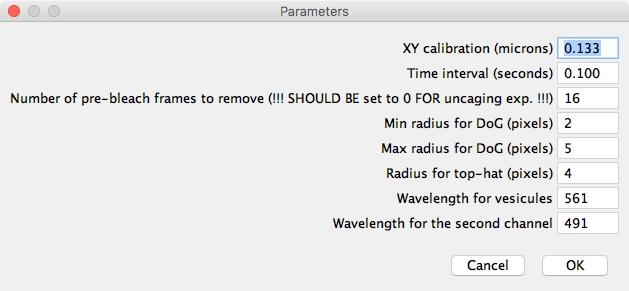 Parameters
XY calibration (microns) 0.133
Time interval (seconds) 0.100
Number of pre-bleach frames to remove (!!! SHOULD BE set to 0 FOR uncaging exp. !!!) 16
Min radius for DoG (pixels) 2
Max radius for DoG (pixels) 5
Radius for top-hat (pixels) 4
Wavelength for vesicules 561
Wavelength for the second channel 491
Cancel OK